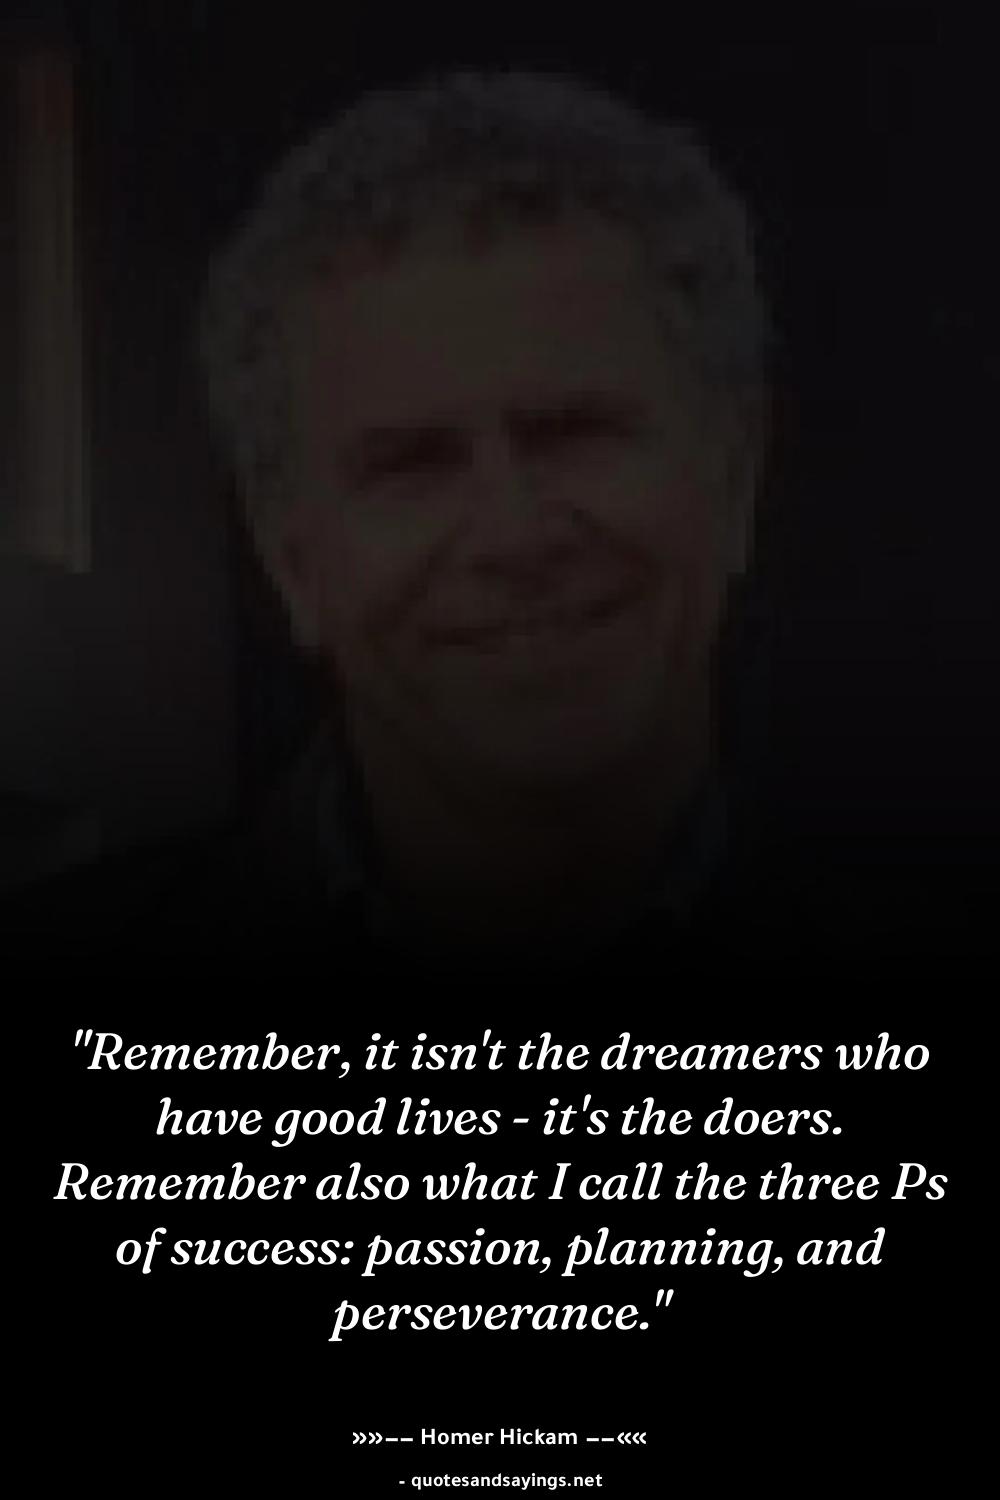 "Remember, it isn't the dreamers who
have good lives - it's the doers.
Remember also what I call the three Ps
of success: passion, planning, and
perseverance."
»»—— Homer Hickam ——««
- quotesandsayings.net